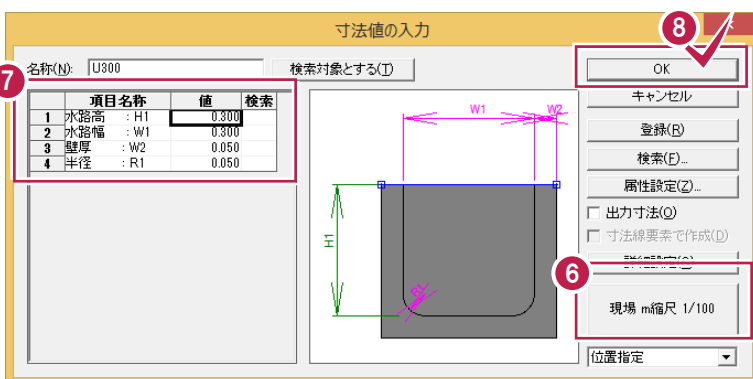 寸法値の入力
8
名称(N): U300
検索対象とする(T)
OK
キャンセル
7
項目名称 値 検索
1 水路高 : H1 0.300
2 水路幅 : W1 0.300
3 壁厚 : W2 0.050
4 半径 : R1 0.050
W1
W2
H1
R1
登録(R)
検索(F)...
属性設定(Z)...
出力寸法(O)
寸法線要素で作成(D)
6
現場 m縮尺 1/100
位置指定